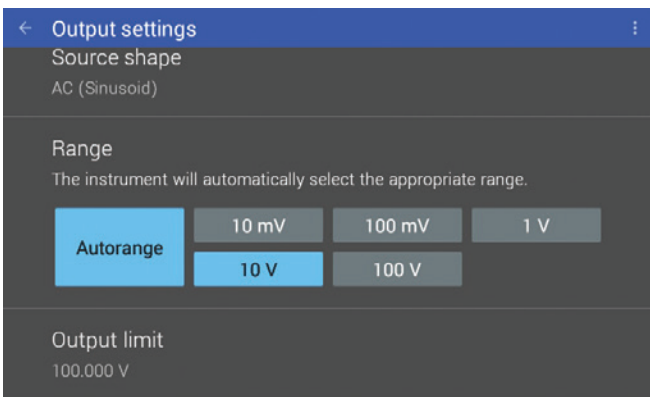 Output settings
Source shape
AC (Sinusoid)
Range
The instrument will automatically select the appropriate range.
Autorange
10 mV
100 mV
1 V
10 V
100 V
Output limit
100.000 V